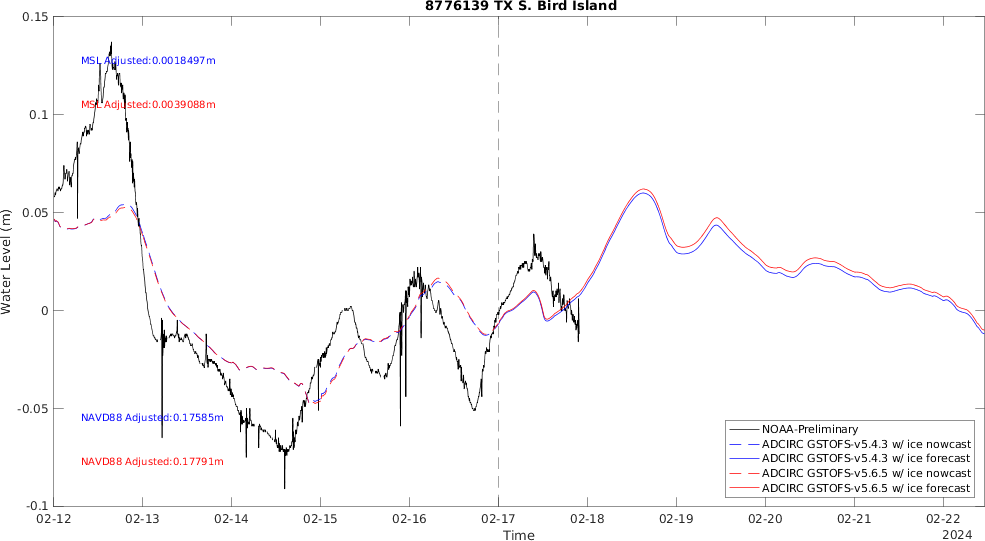 8776139 TX S. Bird Island
0.15
MSL Adjusted:0.0018497m
MSL Adjusted:0.0039088m
0.1
0.05
Water Level (m)
0
-0.05
NAVD88 Adjusted:0.17585m
NAVD88 Adjusted:0.17791m
-0.1
NOAA-Preliminary
ADCIRC GSTOFS-v5.4.3 w/ ice nowcast
ADCIRC GSTOFS-v5.4.3 w/ ice forecast
ADCIRC GSTOFS-v5.6.5 w/ ice nowcast
ADCIRC GSTOFS-v5.6.5 w/ ice forecast
02-12 02-13 02-14 02-15 02-16 02-17 02-18 02-19 02-20 02-21 02-22
Time
2024